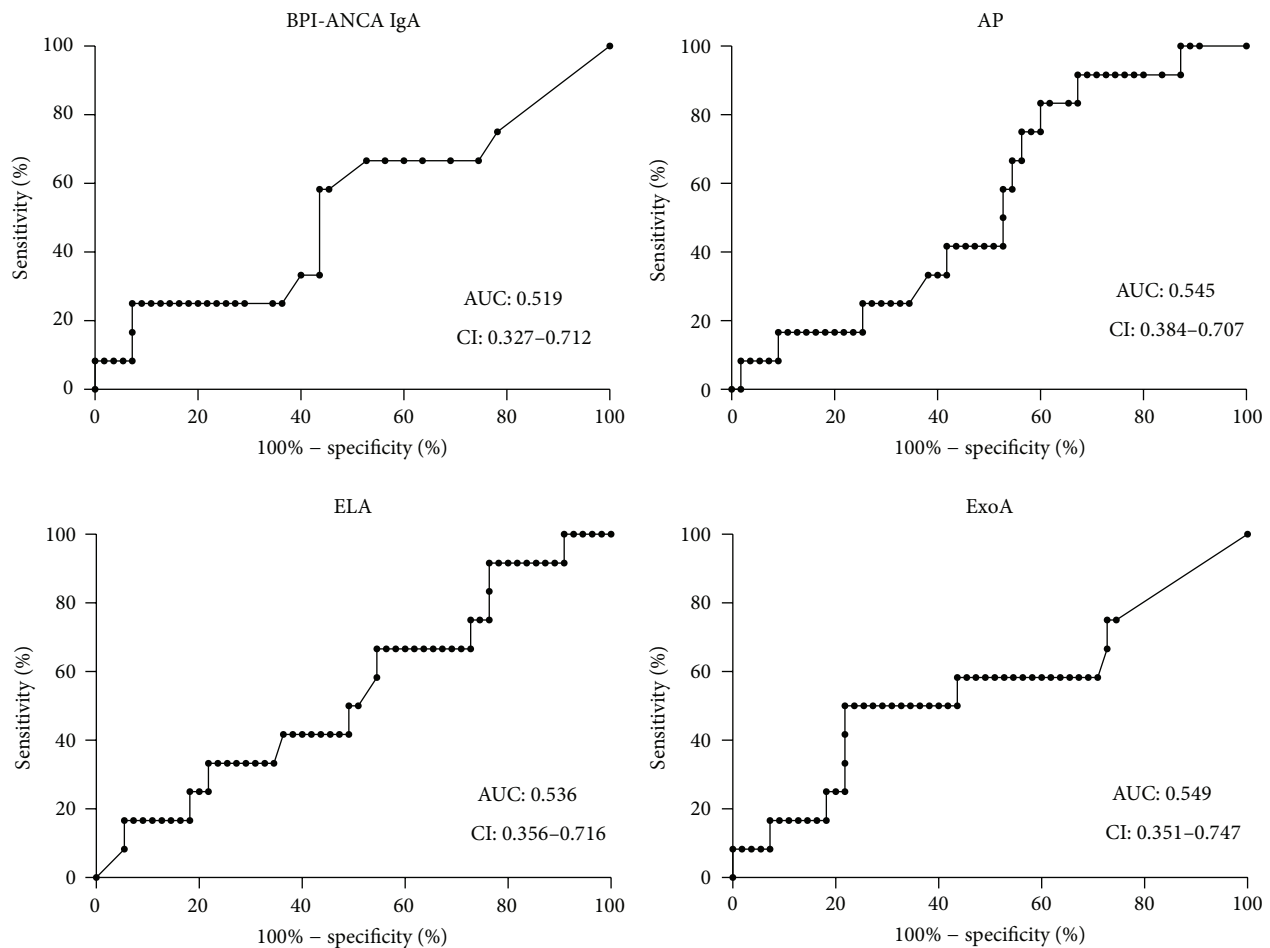 BPI-ANCA IgA
100
80
60
40
20
0
Sensitivity (%)
AUC: 0.519
CI: 0.327–0.712
0 20 40 60 80 100
100% − specificity (%)
AP
100
80
60
40
20
0
Sensitivity (%)
AUC: 0.545
CI: 0.384–0.707
0 20 40 60 80 100
100% − specificity (%)
ELA
100
80
60
40
20
0
Sensitivity (%)
AUC: 0.536
CI: 0.356–0.716
0 20 40 60 80 100
100% − specificity (%)
ExoA
100
80
60
40
20
0
Sensitivity (%)
AUC: 0.549
CI: 0.351–0.747
0 20 40 60 80 100
100% − specificity (%)